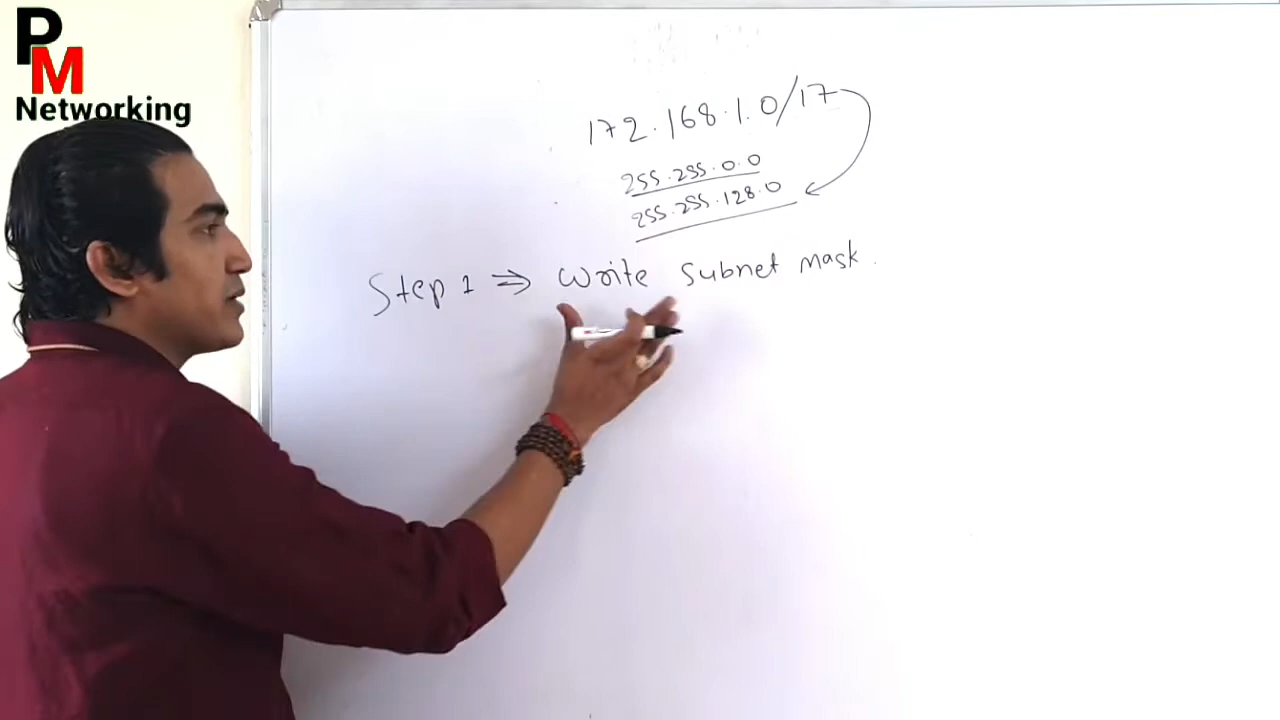 PM
Networking
172.168.1.0/17
255.255.0.0
255.255.128.0
Step 1 ⇒ Write Subnet mask.